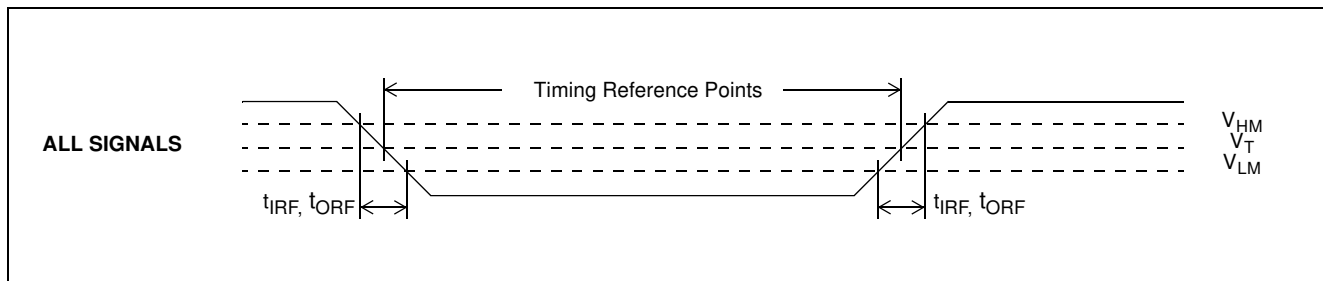 Timing Reference Points
ALL SIGNALS
V_HM
V_T
V_LM
t_IRF, t_ORF
t_IRF, t_ORF